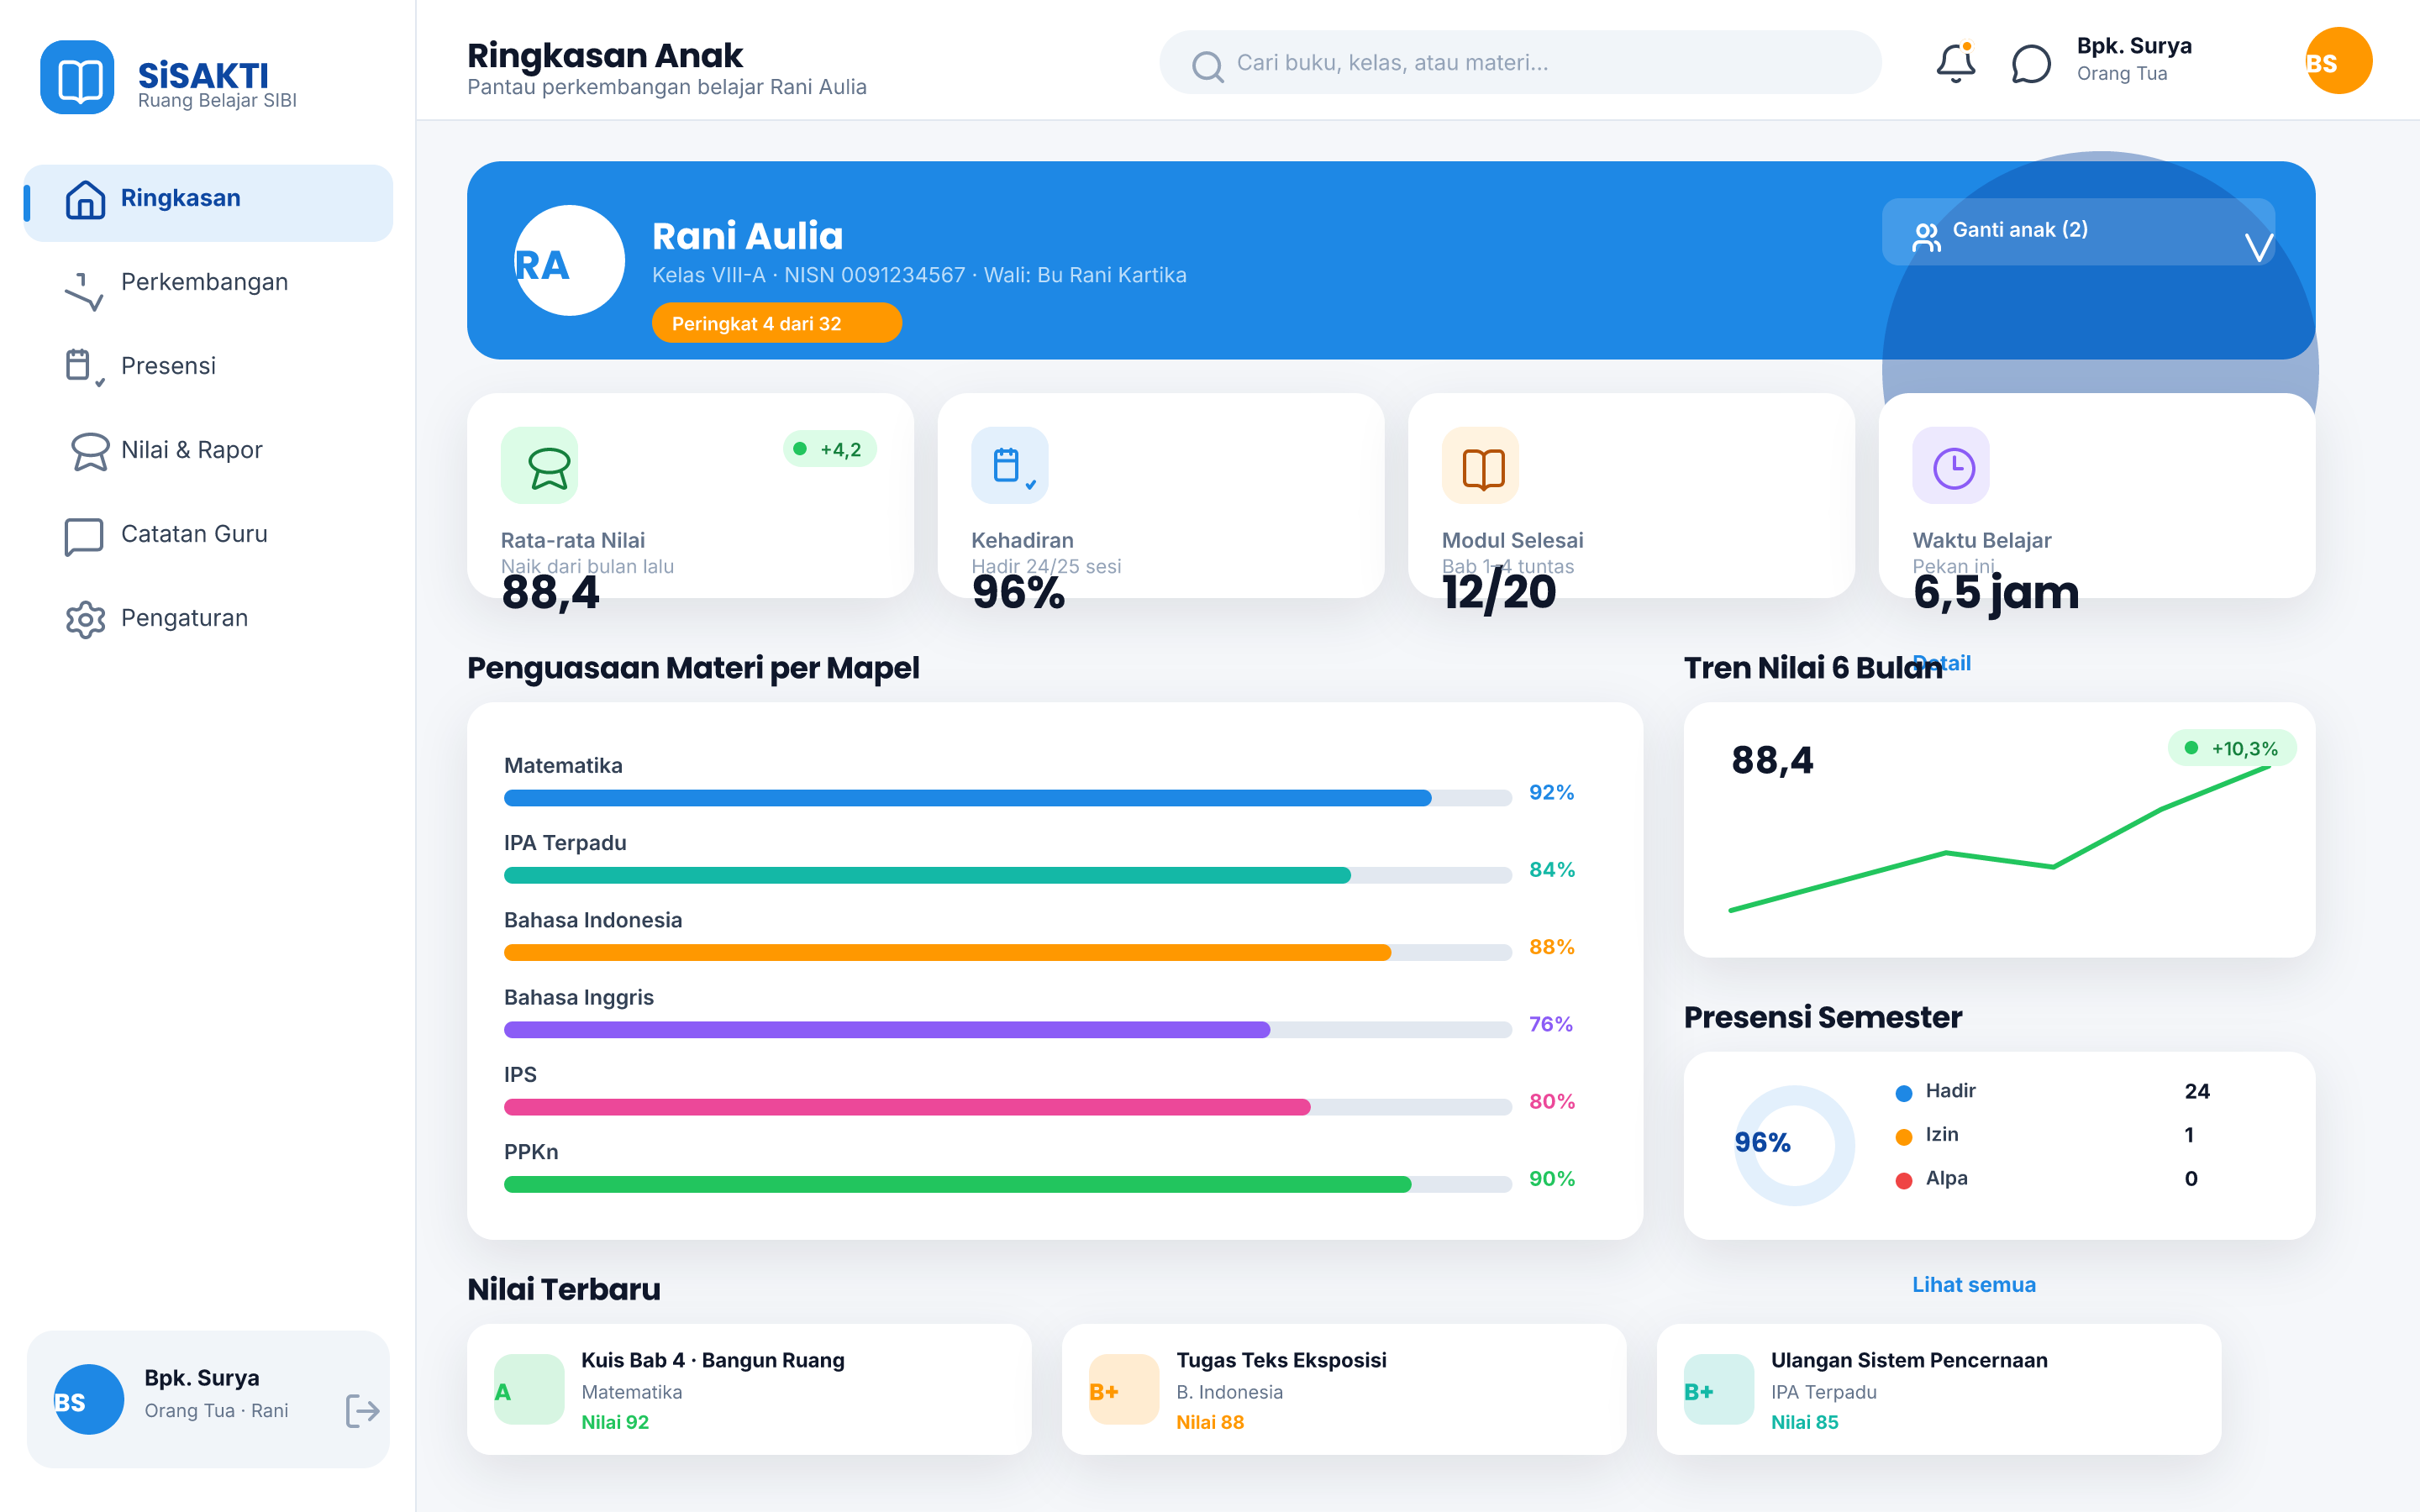 SiSAKTI
Ruang Belajar SIBI
Ringkasan
Perkembangan
Presensi
Nilai & Rapor
Catatan Guru
Pengaturan
Bpk. Surya
Orang Tua · Rani
BS
Ringkasan Anak
Pantau perkembangan belajar Rani Aulia
Cari buku, kelas, atau materi...
Bpk. Surya
Orang Tua
BS
RA
Rani Aulia
Kelas VIII-A · NISN 0091234567 · Wali: Bu Rani Kartika
Peringkat 4 dari 32
Ganti anak (2)
+4,2
Rata-rata Nilai
Naik dari bulan lalu
88,4
Kehadiran
Hadir 24/25 sesi
96%
Modul Selesai
Bab 1–4 tuntas
12/20
Waktu Belajar
Pekan ini
6,5 jam
Penguasaan Materi per Mapel
Detail
Matematika
92%
IPA Terpadu
84%
Bahasa Indonesia
88%
Bahasa Inggris
76%
IPS
80%
PPKn
90%
Tren Nilai 6 Bulan
88,4
+10,3%
Presensi Semester
96%
Hadir 24
Izin 1
Alpa 0
Nilai Terbaru
Lihat semua
A
Kuis Bab 4 · Bangun Ruang
Matematika
Nilai 92
B+
Tugas Teks Eksposisi
B. Indonesia
Nilai 88
B+
Ulangan Sistem Pencernaan
IPA Terpadu
Nilai 85